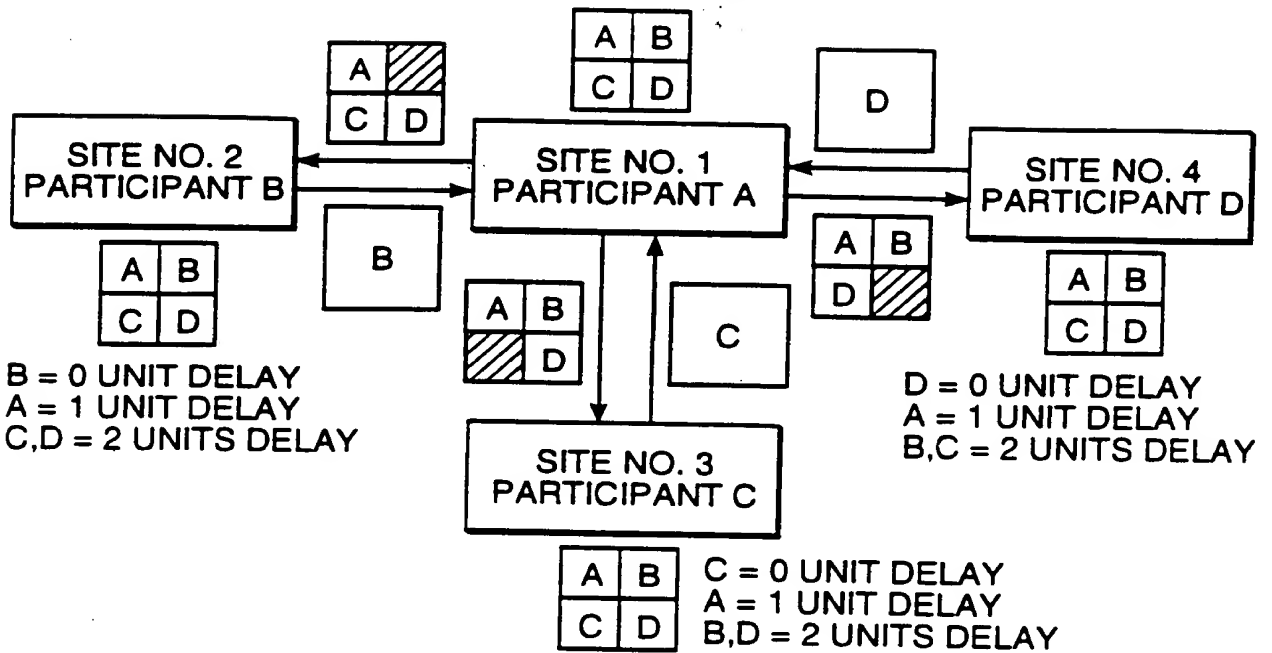 A B
C D
A
C D
D
SITE NO. 2
PARTICIPANT B
SITE NO. 1
PARTICIPANT A
SITE NO. 4
PARTICIPANT D
B
A B
D
A B
C D
A B
D
C
A B
C D
B = 0 UNIT DELAY
A = 1 UNIT DELAY
C,D = 2 UNITS DELAY
D = 0 UNIT DELAY
A = 1 UNIT DELAY
B,C = 2 UNITS DELAY
SITE NO. 3
PARTICIPANT C
A B
C D
C = 0 UNIT DELAY
A = 1 UNIT DELAY
B,D = 2 UNITS DELAY